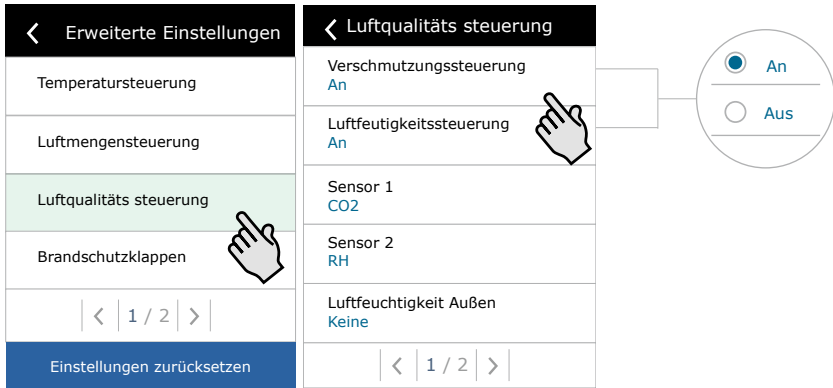 Erweiterte Einstellungen
Temperatursteuerung
Luftmengensteuerung
Luftqualitäts steuerung
Brandschutzklappen
1 / 2
Einstellungen zurücksetzen
Luftqualitäts steuerung
Verschmutzungssteuerung
An
Luftfeutigkeitssteuerung
An
Sensor 1
CO2
Sensor 2
RH
Luftfeuchtigkeit Außen
Keine
1 / 2
An
Aus